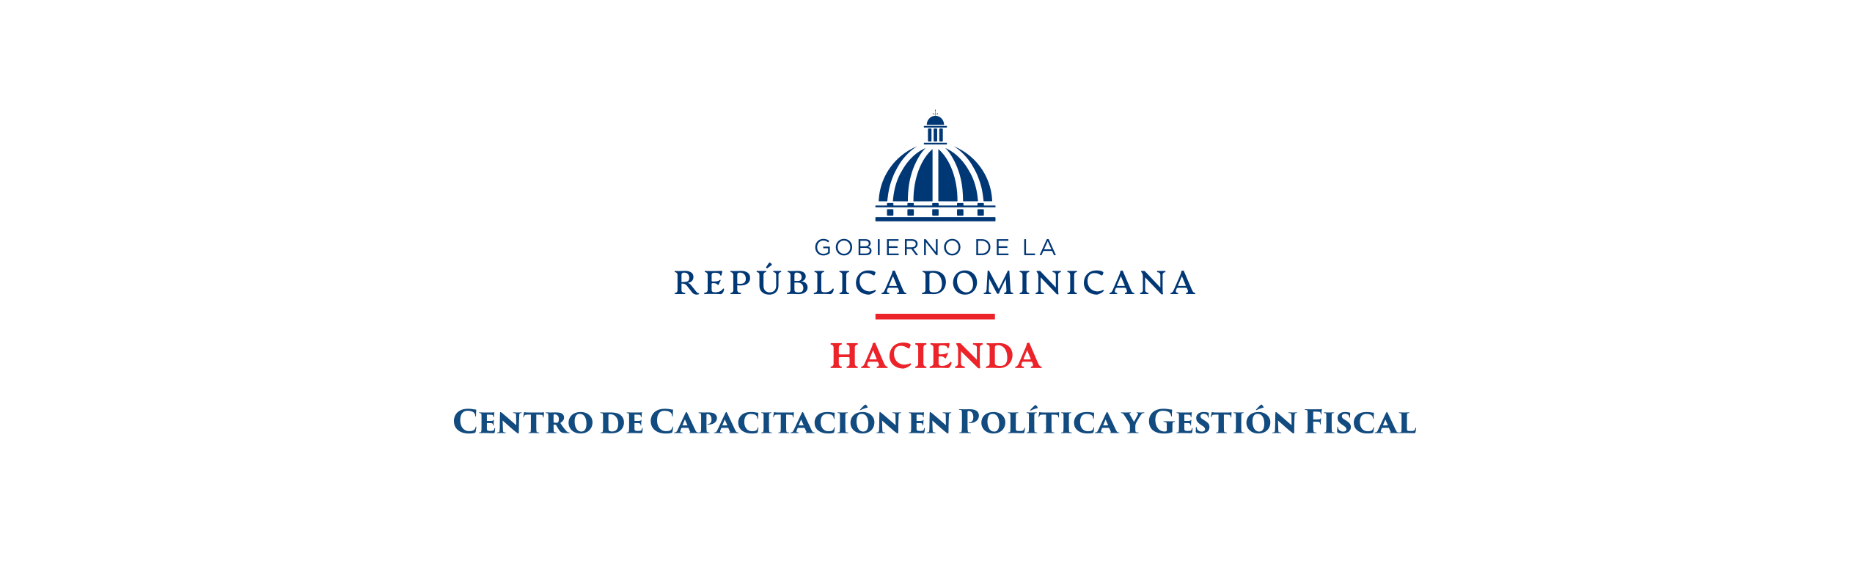 GOBIERNO DE LA
REPÚBLICA DOMINICANA
HACIENDA
CENTRO DE CAPACITACIÓN EN POLÍTICA Y GESTIÓN FISCAL